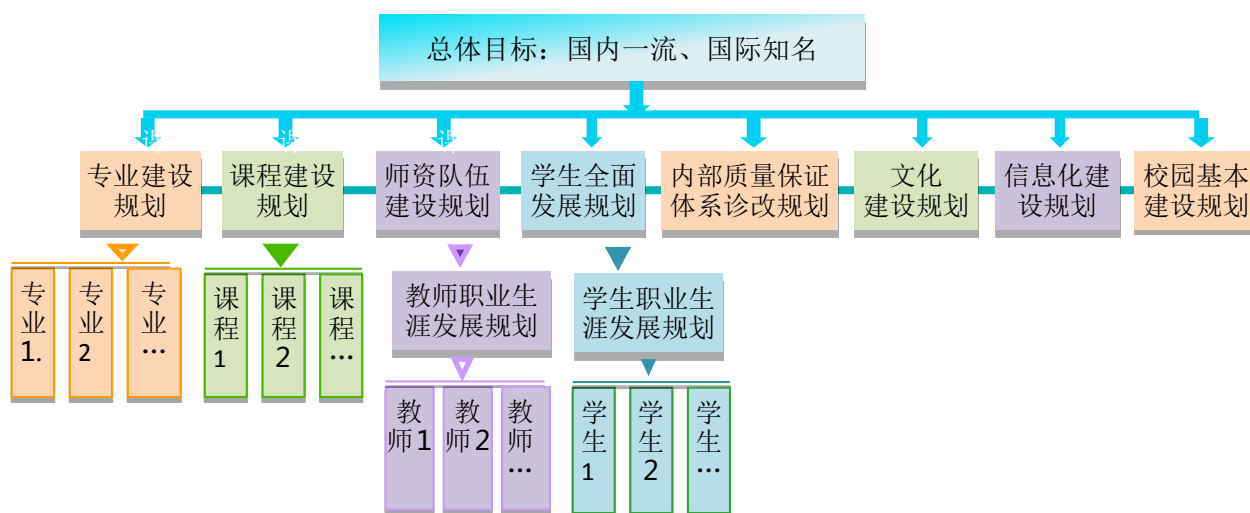 总体目标：国内一流、国际知名
课
课
课
专业建设
规划
课程建设
规划
师资队伍
建设规划
学生全面
发展规划
内部质量保证
体系诊改规划
文化
建设规划
信息化建
设规划
校园基本
建设规划
专
业
1.
专
业
2
专
业
…
课
程
1
课
程
2
课
程
…
教师职业生
涯发展规划
学生职业生
涯发展规划
教
师1
教
师2
教
师
…
学
生
1
学
生
2
学
生
…